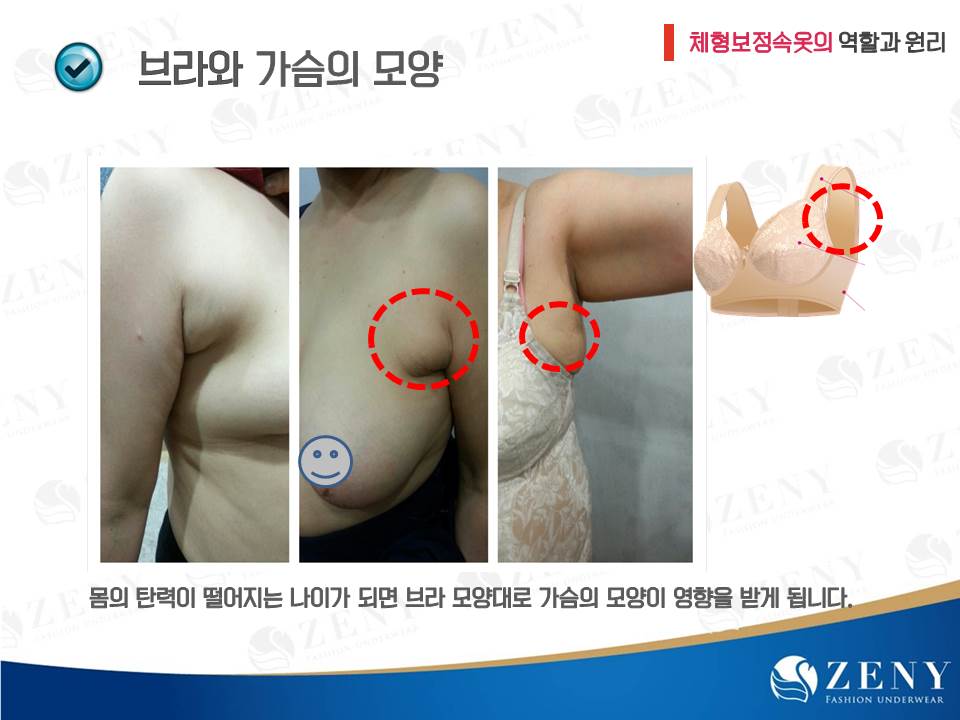 체형보정속옷의 역할과 원리
브라와 가슴의 모양
몸의 탄력이 떨어지는 나이가 되면 브라 모양대로 가슴의 모양이 영향을 받게 됩니다.
ZENY
FASHION UNDERWEAR